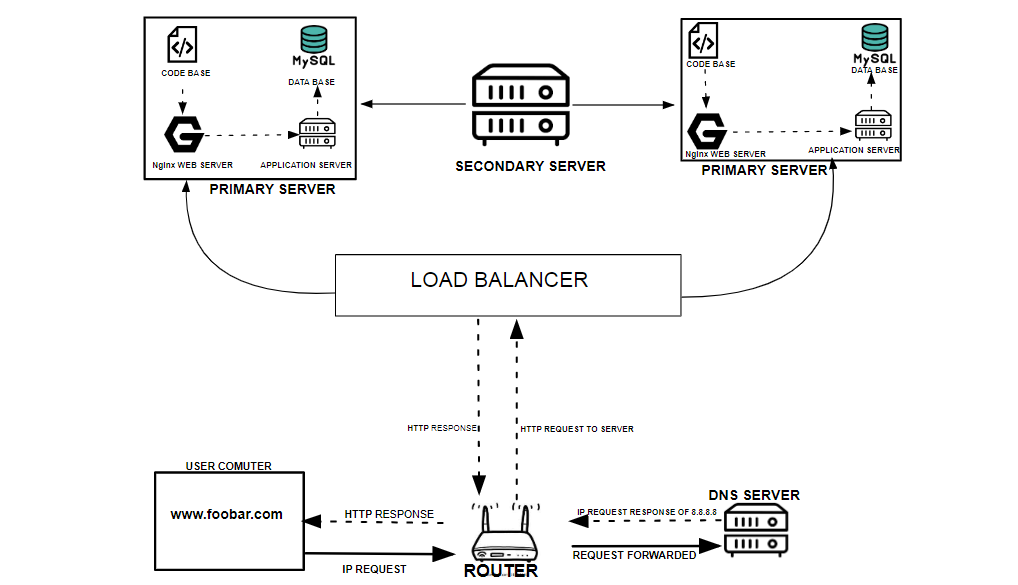 MySQL
CODE BASE
DATA BASE
Nginx WEB SERVER
APPLICATION SERVER
PRIMARY SERVER
SECONDARY SERVER
MySQL
CODE BASE
DATA BASE
Nginx WEB SERVER
APPLICATION SERVER
PRIMARY SERVER
LOAD BALANCER
HTTP RESPONSE
HTTP REQUEST TO SERVER
USER COMUTER
www.foobar.com
HTTP RESPONSE
IP REQUEST
ROUTER
DNS SERVER
IP REQUEST RESPONSE OF 8.8.8.8
REQUEST FORWARDED